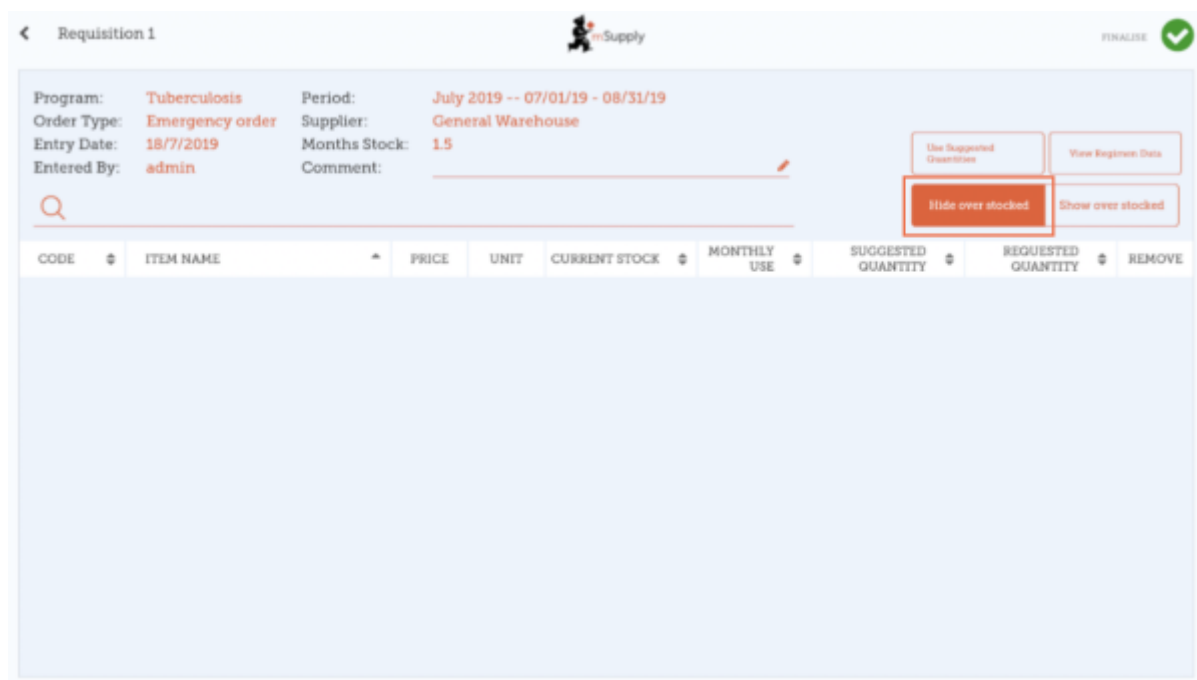 Requisition 1
mSupply
FINALISE
Program: Tuberculosis Period: July 2019 -- 07/01/19 - 08/31/19
Order Type: Emergency order Supplier: General Warehouse
Entry Date: 18/7/2019 Months Stock: 1.5
Entered By: admin Comment:
Use Suggested
Quantities
View Regimen Data
Hide over stocked
Show over stocked
CODE ITEM NAME PRICE UNIT CURRENT STOCK MONTHLY USE SUGGESTED QUANTITY REQUESTED QUANTITY REMOVE